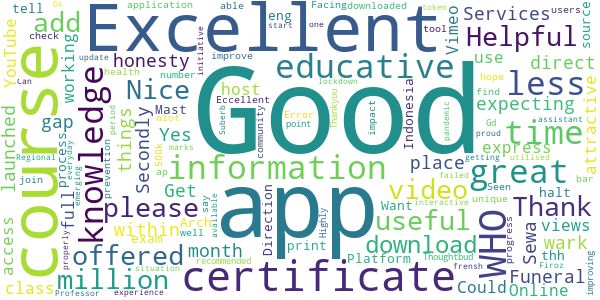 tell
application
able
Facing
downloaded
one
token
Ok
users
YouTube
check
add
initiative
eng
start
tool
Vimeo
Services
source
Can
update
working
honesty
improve
Helpful
Excellent
launched
course
gap
knowledge
health
number
Nice
host
educative
use
direct
less
find
hope
attractive
Secondly
Yes
Mast
Eccellent
lockdown
Error
point
Thankyou
expecting
Good
Indonesia
things
alot
500k
Subera
community
impact
pandemic
Gd
proud
assistant
time
place
express
Regional
everyday
process
please
prevention
period
marks
ap
information
great
getting
utilised
join
emerging
full
Get
video
seen
bar
failed
interactive
unique
halt
access
properly
within
exam
Arch
say
available
well
Direction
app
useful
WHO
Want
Thank
views
offered
month
print
Highly
download
progress
Sewa
wark
improving
class
million
situation
recommended
certificate
Platform
Thoughtbud
frensh
Could
Funeral
thh
Firoz
Online
Professor
experience